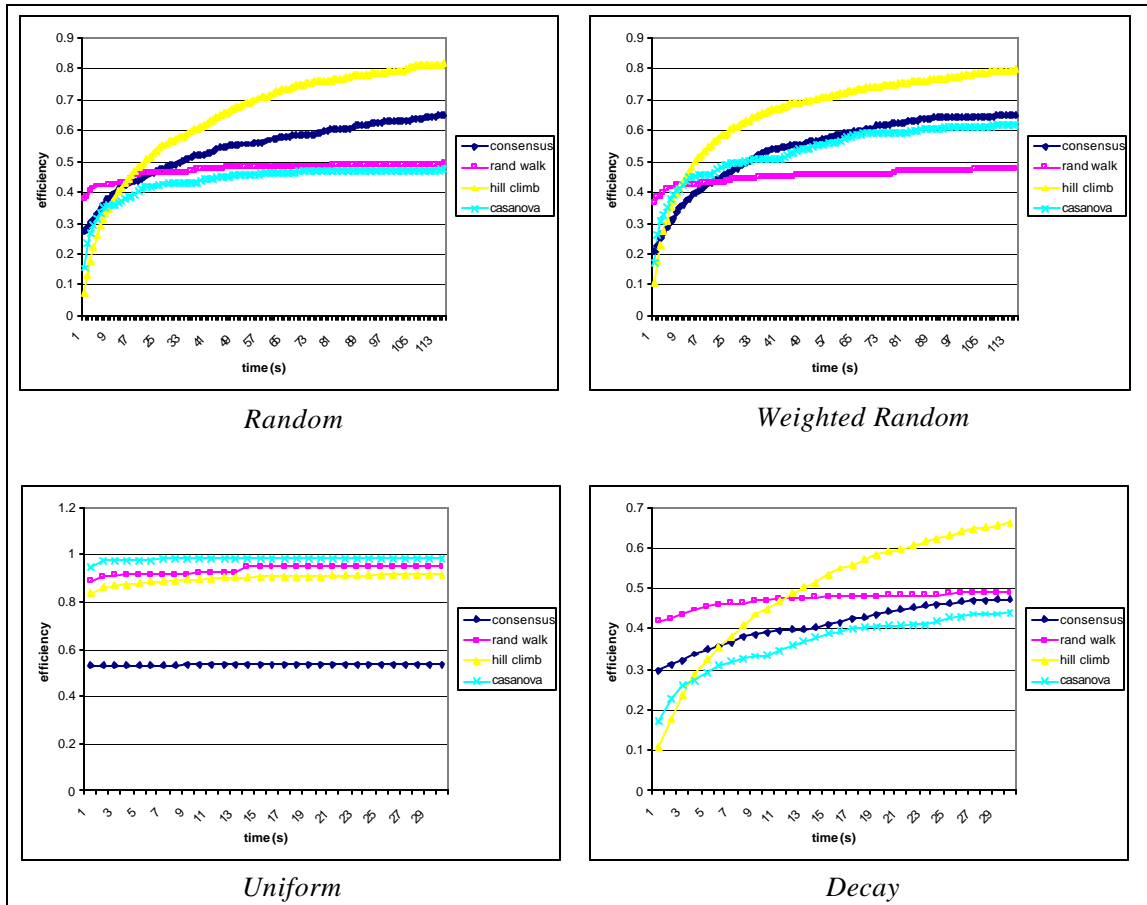 0.9
0.8
0.7
0.6
0.5
0.4
0.3
0.2
0.1
0
efficiency
1 9 17 25 33 41 49 57 65 73 81 89 97 105 113
time (s)
consensus
rand walk
hill climb
casanova
Random
0.9
0.8
0.7
0.6
0.5
0.4
0.3
0.2
0.1
0
efficiency
1 9 17 25 33 41 49 57 65 73 81 89 97 105 113
time (s)
consensus
rand walk
hill climb
casanova
Weighted Random
1.2
1
0.8
0.6
0.4
0.2
0
efficiency
1 3 5 7 9 11 13 15 17 19 21 23 25 27 29
time (s)
consensus
rand walk
hill climb
casanova
Uniform
0.7
0.6
0.5
0.4
0.3
0.2
0.1
0
efficiency
1 3 5 7 9 11 13 15 17 19 21 23 25 27 29
time (s)
consensus
rand walk
hill climb
casanova
Decay